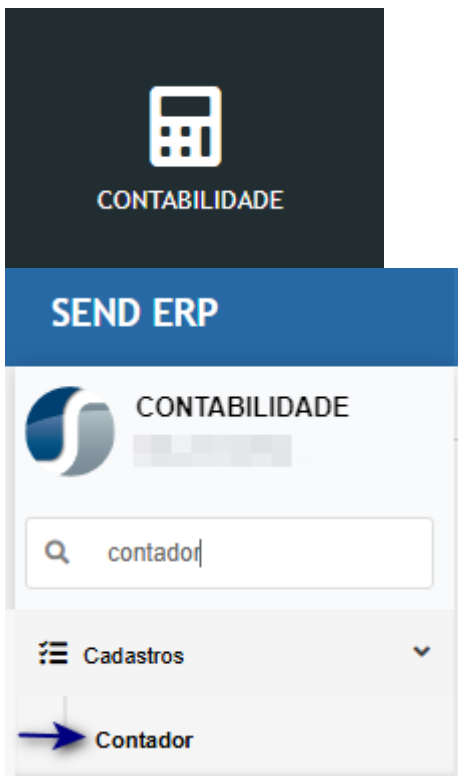 CONTABILIDADE
SEND ERP
CONTABILIDADE
contador
Cadastros
Contador